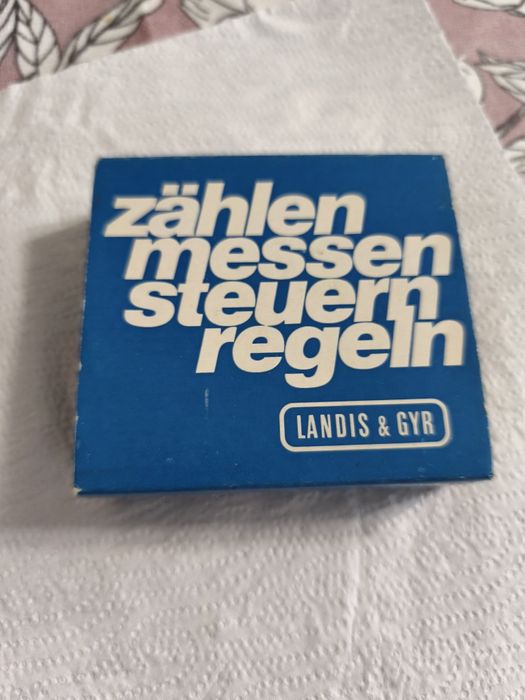 zählen
messen
steuern
regeln
LANDIS & GYR